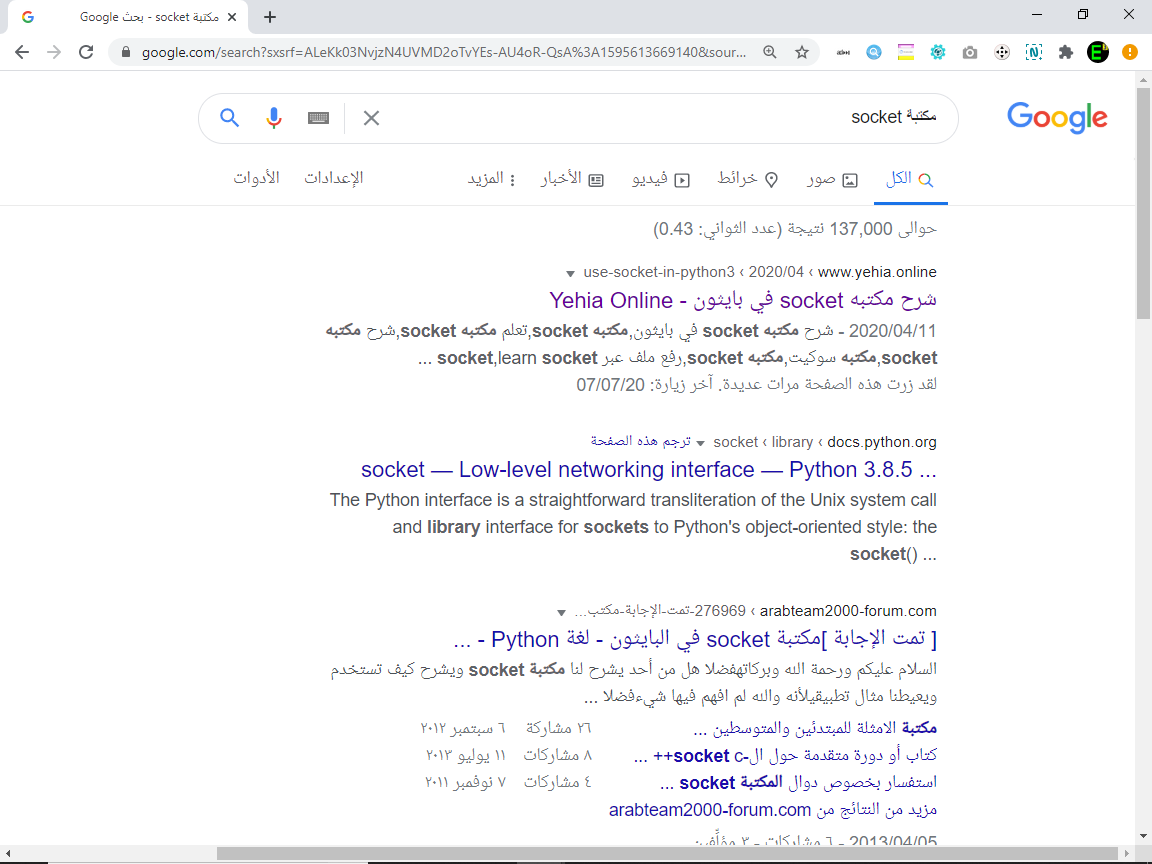 مكتبة socket - بحث Google
google.com/search?sxsrf=ALeKk03NvjzN4UVMD2oTvYEs-AU4oR-QsA%3A1595613669140&sour...
مكتبة socket
Google
الكل
صور
خرائط
فيديو
الأخبار
المزيد
الإعدادات
الأدوات
حوالى 137,000 نتيجة (عدد الثواني: 0.43)
www.yehia.online › 2020/04 › use-socket-in-python3
شرح مكتبه socket في بايثون - Yehia Online
2020/04/11 - شرح مكتبه socket في بايثون,مكتبه socket,تعلم مكتبه socket,شرح مكتبه
socket,مكتبه سوكيت,مكتبه socket,رفع ملف عبر socket,learn socket ...
لقد زرت هذه الصفحة مرات عديدة. آخر زيارة: 07/07/20
docs.python.org › library › socket ترجم هذه الصفحة
socket — Low-level networking interface — Python 3.8.5 ...
The Python interface is a straightforward transliteration of the Unix system call
and library interface for sockets to Python's object-oriented style: the
socket() ...
arabteam2000-forum.com › 276969-تمت-الإجابة-مكتب...
[ تمت الإجابة ]مكتبة socket في البايثون - لغة Python - ...
السلام عليكم ورحمة الله وبركاتهفضلا هل من أحد يشرح لنا مكتبة socket ويشرح كيف تستخدم
ويعيطنا مثال تطبيقيلأنه والله لم افهم فيها شيءفضلا ...
مكتبة الامثلة للمبتدئين والمتوسطين ... ٢٦ مشاركة ٦ سبتمبر ٢٠١٢
كتاب أو دورة متقدمة حول ال-socket c++ ... ٨ مشاركات ١١ يوليو ٢٠١٣
استفسار بخصوص دوال المكتبة socket ... ٤ مشاركات ٧ نوفمبر ٢٠١١
مزيد من النتائج من arabteam2000-forum.com
2013/04/05 - ٦ مشاركات - ٣ مؤلِّفين: